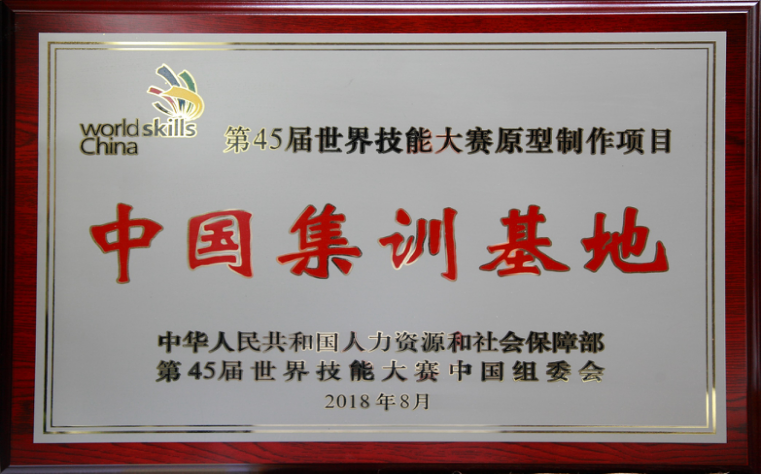 world skills
China
第45届世界技能大赛原型制作项目
中国集训基地
中华人民共和国人力资源和社会保障部
第45届世界技能大赛中国组委会
2018年8月